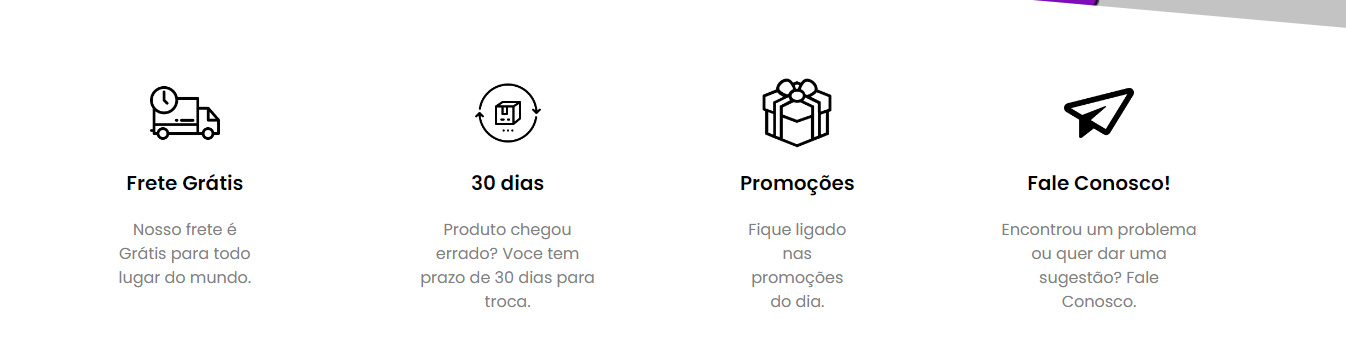 Frete Grátis
Nosso frete é
Grátis para todo
lugar do mundo.
30 dias
Produto chegou
errado? Voce tem
prazo de 30 dias para
troca.
Promoções
Fique ligado
nas
promoções
do dia.
Fale Conosco!
Encontrou um problema
ou quer dar uma
sugestão? Fale
Conosco.